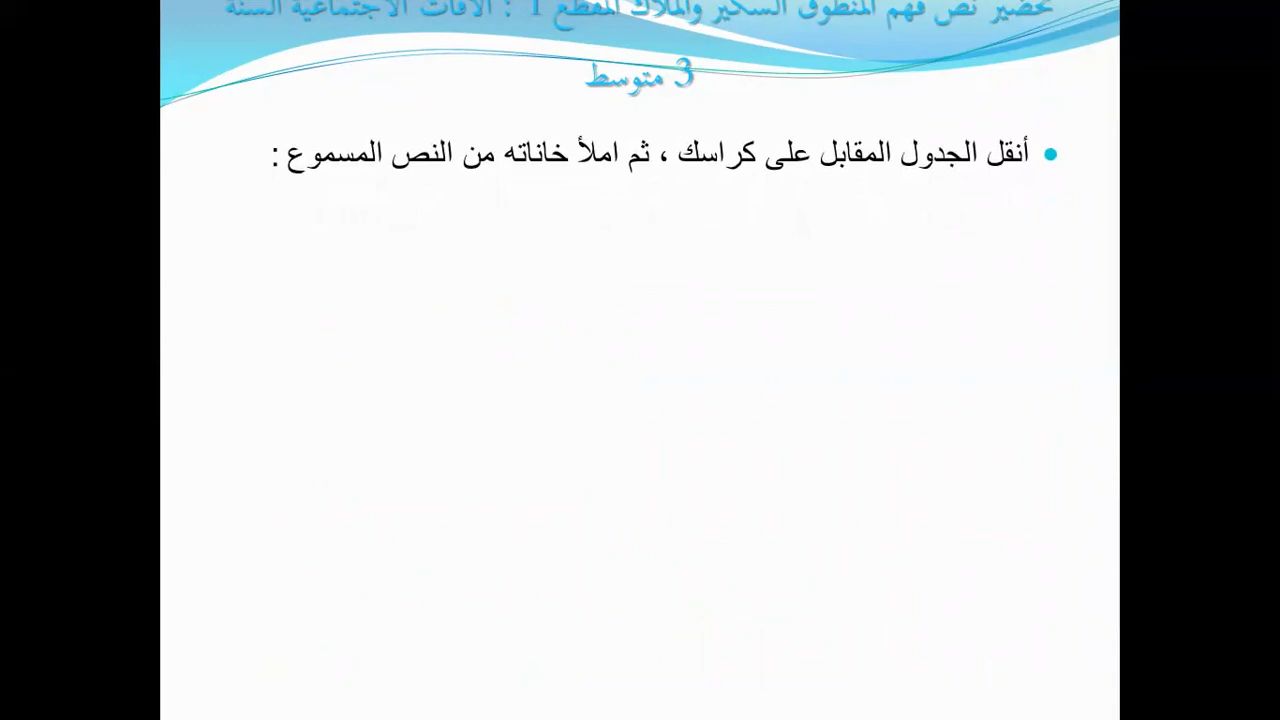 تحضير نص فهم المنطوق السكير والملاك المقطع 1 : الآفات الاجتماعية السنة
3 متوسط
أنقل الجدول المقابل على كراسك ، ثم املأ خاناته من النص المسموع :